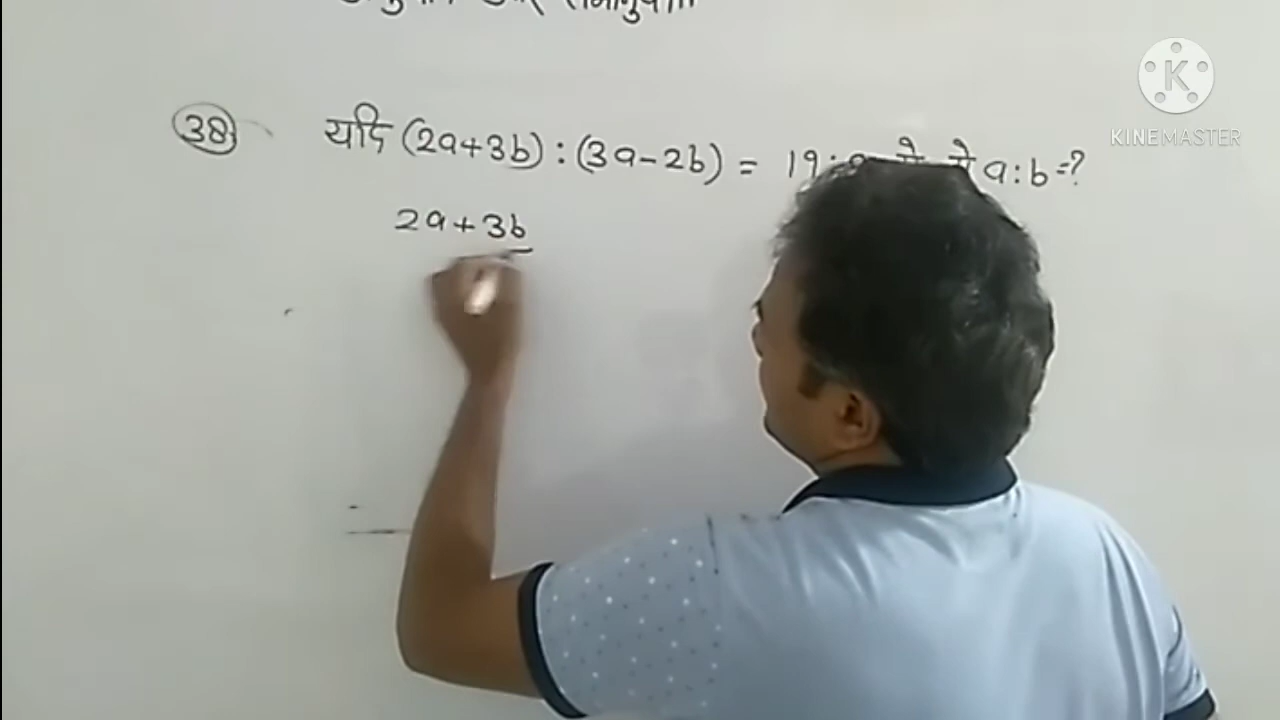 38
यदि (2a+3b) : (3a-2b) = 19 : a:b=?
2a+3b
K
KINEMASTER